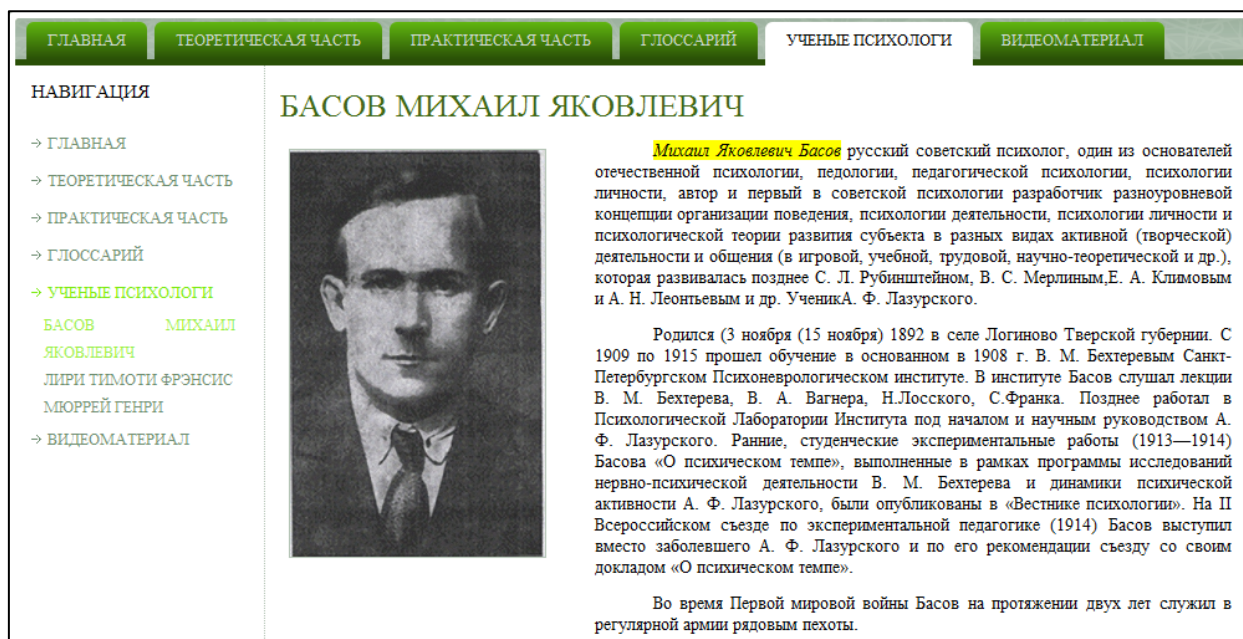 ГЛАВНАЯ
ТЕОРЕТИЧЕСКАЯ ЧАСТЬ
ПРАКТИЧЕСКАЯ ЧАСТЬ
ГЛОССАРИЙ
УЧЕНЫЕ ПСИХОЛОГИ
ВИДЕОМАТЕРИАЛ
НАВИГАЦИЯ
→ ГЛАВНАЯ
→ ТЕОРЕТИЧЕСКАЯ ЧАСТЬ
→ ПРАКТИЧЕСКАЯ ЧАСТЬ
→ ГЛОССАРИЙ
→ УЧЕНЫЕ ПСИХОЛОГИ
БАСОВ МИХАИЛ
ЯКОВЛЕВИЧ
ЛИРИ ТИМОТИ ФРЭНСИС
МЮРРЕЙ ГЕНРИ
→ ВИДЕОМАТЕРИАЛ
БАСОВ МИХАИЛ ЯКОВЛЕВИЧ
Михаил Яковлевич Басов русский советский психолог, один из основателей
отечественной психологии, педологии, педагогической психологии, психологии
личности, автор и первый в советской психологии разработчик разноуровневой
концепции организации поведения, психологии деятельности, психологии личности и
психологической теории развития субъекта в разных видах активной (творческой)
деятельности и общения (в игровой, учебной, трудовой, научно-теоретической и др.),
которая развивалась позднее С. Л. Рубинштейном, В. С. Мерлиным,Е. А. Климовым
и А. Н. Леонтьевым и др. УченикА. Ф. Лазурского.
Родился (3 ноября (15 ноября) 1892 в селе Логиново Тверской губернии. С
1909 по 1915 прошел обучение в основанном в 1908 г. В. М. Бехтеревым Санкт-
Петербургском Психоневрологическом институте. В институте Басов слушал лекции
В. М. Бехтерева, В. А. Вагнера, Н.Лосского, С.Франка. Позднее работал в
Психологической Лаборатории Института под началом и научным руководством А.
Ф. Лазурского. Ранние, студенческие экспериментальные работы (1913—1914)
Басова «О психическом темпе», выполненные в рамках программы исследований
нервно-психической деятельности В. М. Бехтерева и динамики психической
активности А. Ф. Лазурского, были опубликованы в «Вестнике психологии». На II
Всероссийском съезде по экспериментальной педагогике (1914) Басов выступил
вместо заболевшего А. Ф. Лазурского и по его рекомендации съезду со своим
докладом «О психическом темпе».
Во время Первой мировой войны Басов на протяжении двух лет служил в
регулярной армии рядовым пехоты.